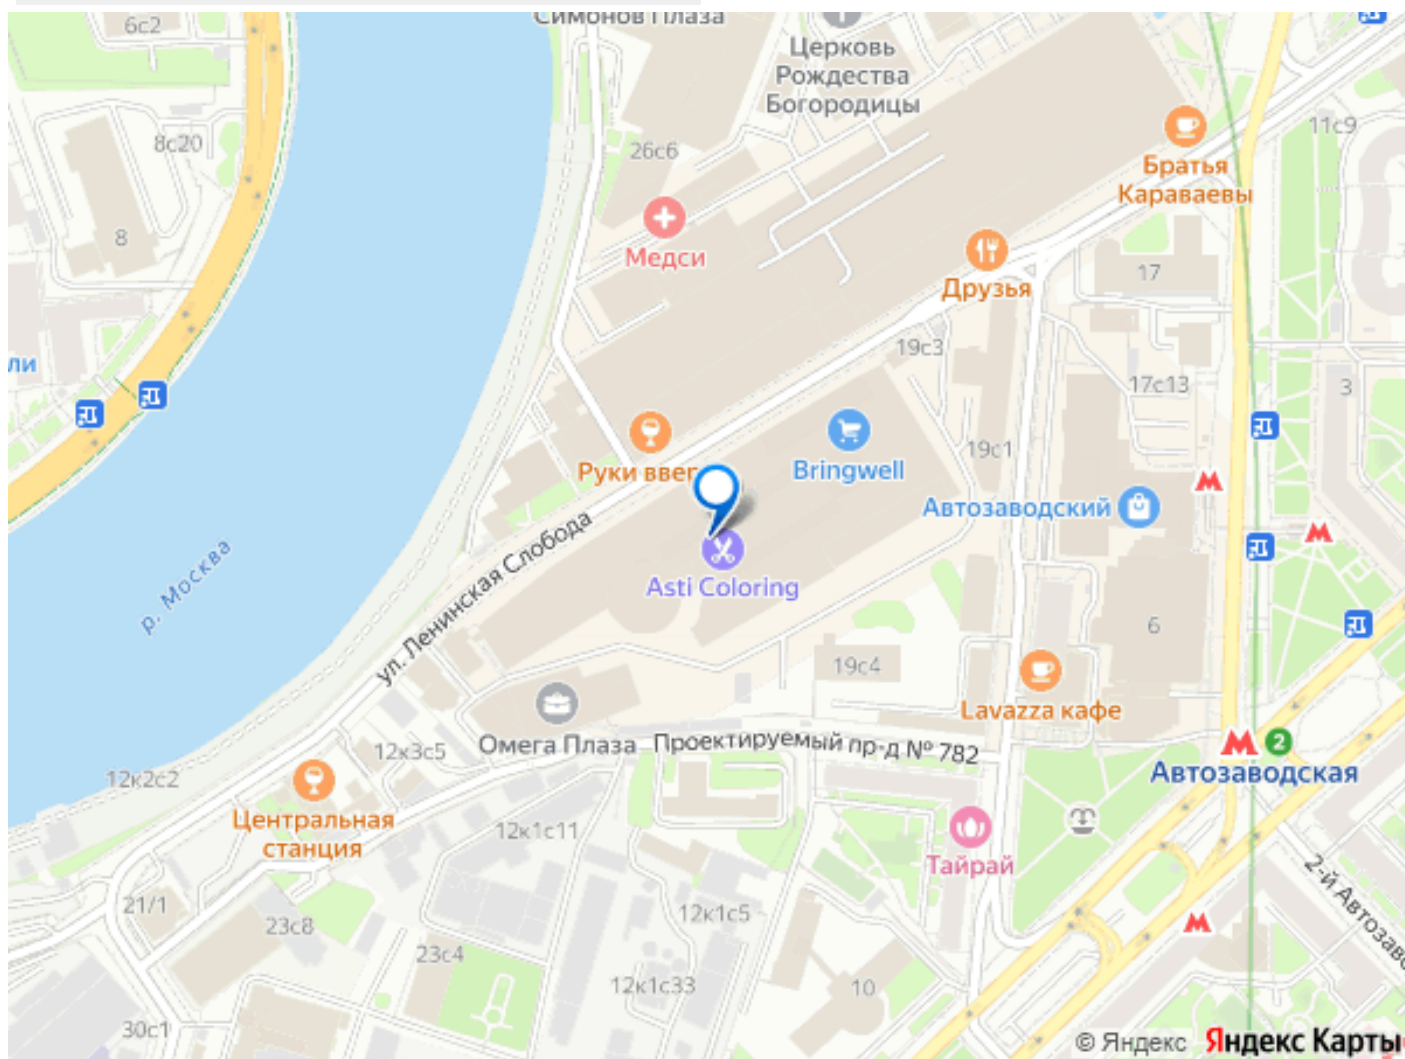 6с2
Симонов Плаза
Церковь
Рождества
Богородицы
8с20
26с6
11с9
Братья
Караваевы
8
Медси
17
Друзья
ли
19с3
17с13
3
Руки ввер
Bringwell
19с1
Автозаводский
ул. Ленинская Слобода
р. Москва
Asti Coloring
6
19с4
Lavazza кафе
Омега Плаза
Проектируемый пр-д № 782
12к3с5
12к2с2
2
Автозаводская
Центральная
станция
12к1с11
Тайрай
2-й Автозаво
21/1
23с8
12к1с5
23с4
12к1с33
10
30с1
© Яндекс
Яндекс Карты